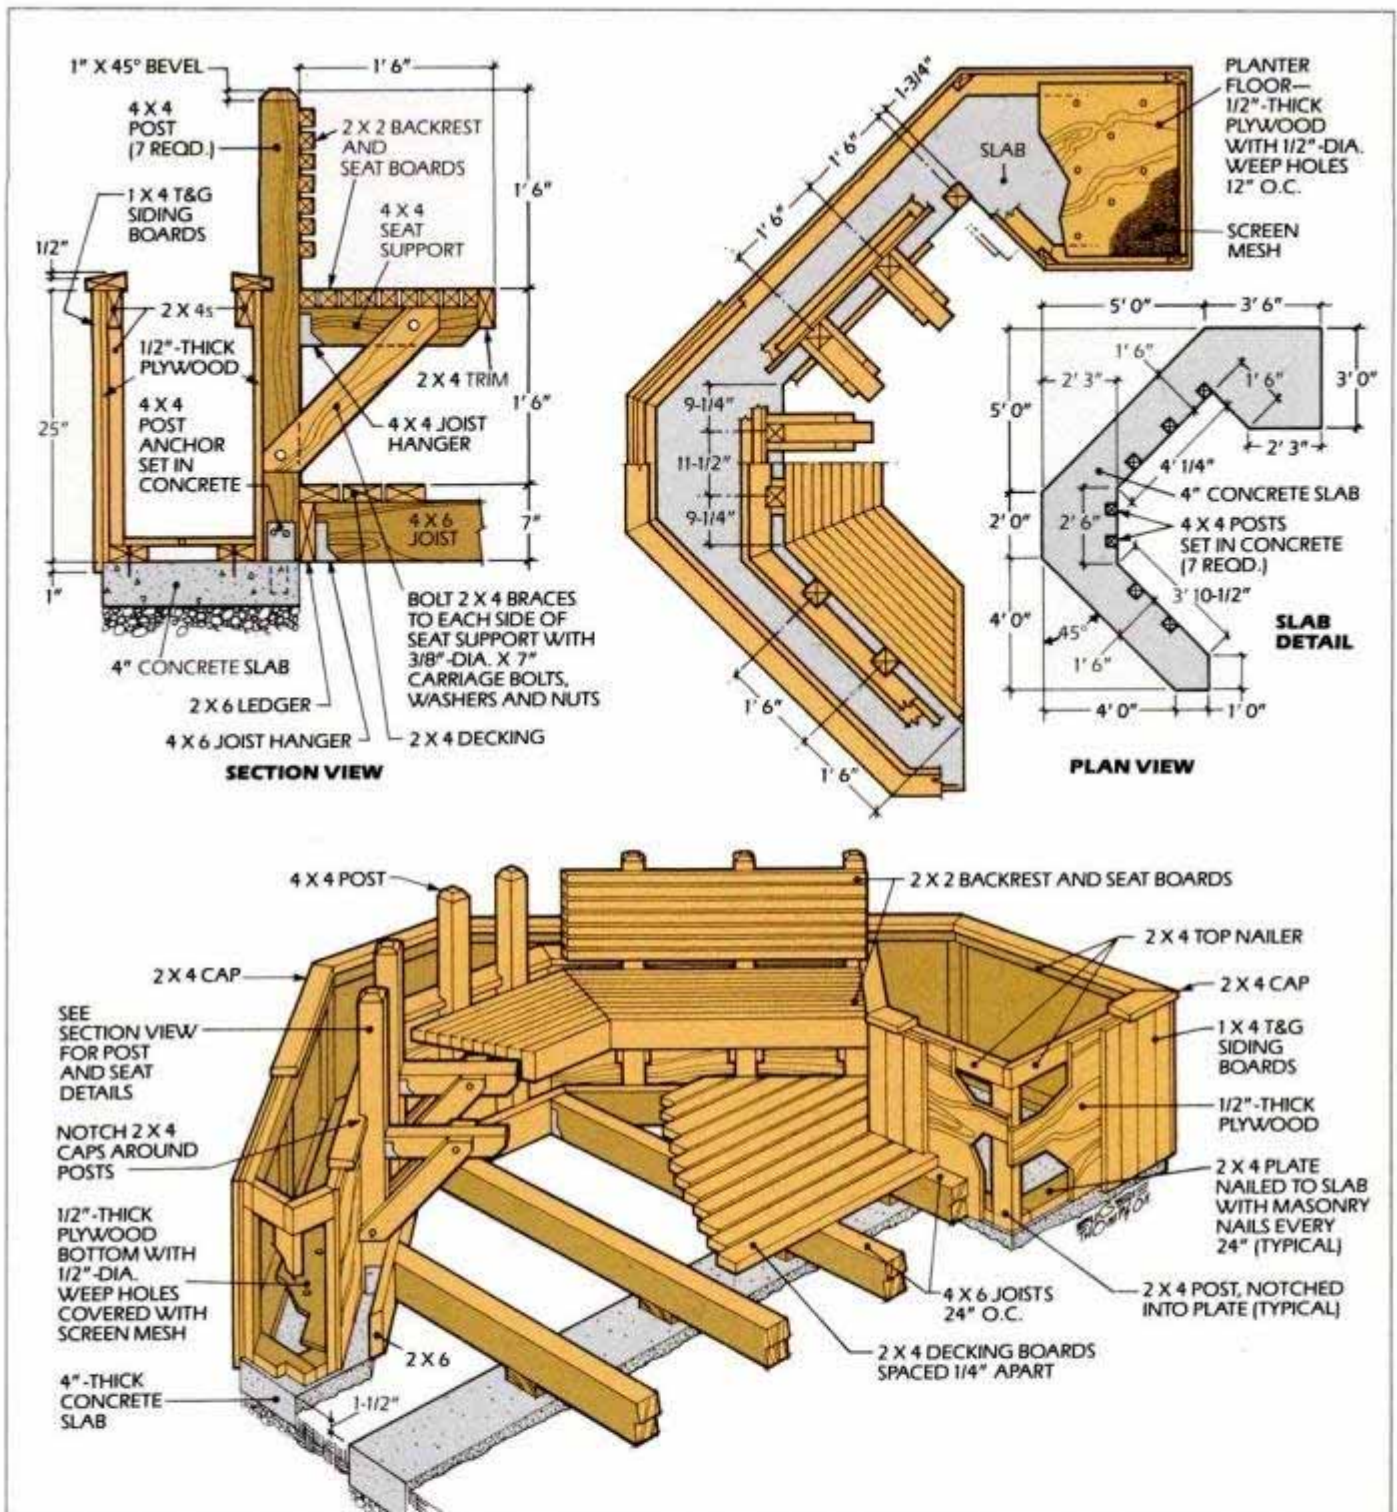 1" X 45° BEVEL
1' 6"
4 X 4
POST
(7 REQD.)
2 X 2 BACKREST
AND
SEAT BOARDS
1 X 4 T&G
SIDING
BOARDS
4 X 4
SEAT
SUPPORT
1' 6"
1/2"
2 X 4s
1/2"-THICK
PLYWOOD
2 X 4 TRIM
1' 6"
25"
4 X 4
POST
ANCHOR
SET IN
CONCRETE
4 X 4 JOIST
HANGER
4 X 6
JOIST
7"
1"
BOLT 2 X 4 BRACES
TO EACH SIDE OF
SEAT SUPPORT WITH
3/8"-DIA. X 7"
CARRIAGE BOLTS,
WASHERS AND NUTS
4" CONCRETE SLAB
2 X 6 LEDGER
4 X 6 JOIST HANGER
2 X 4 DECKING
SECTION VIEW
1-3/4"
1' 6"
1' 6"
SLAB
PLANTER
FLOOR—
1/2"-THICK
PLYWOOD
WITH 1/2"-DIA.
WEEP HOLES
12" O.C.
SCREEN
MESH
9-1/4"
11-1/2"
9-1/4"
1' 6"
1' 6"
5' 0"
3' 6"
1' 6"
2' 3"
1' 6"
3' 0"
5' 0"
2' 3"
4' 1/4"
4" CONCRETE SLAB
2' 0"
2' 6"
4 X 4 POSTS
SET IN CONCRETE
(7 REQD.)
3' 10-1/2"
4' 0"
45°
1' 6"
SLAB
DETAIL
4' 0"
1' 0"
PLAN VIEW
4 X 4 POST
2 X 2 BACKREST AND SEAT BOARDS
2 X 4 TOP NAILER
2 X 4 CAP
2 X 4 CAP
SEE
SECTION VIEW
FOR POST
AND SEAT
DETAILS
1 X 4 T&G
SIDING
BOARDS
1/2"-THICK
PLYWOOD
NOTCH 2 X 4
CAPS AROUND
POSTS
2 X 4 PLATE
NAILED TO SLAB
WITH MASONRY
NAILS EVERY
24" (TYPICAL)
1/2"-THICK
PLYWOOD
BOTTOM WITH
1/2"-DIA.
WEEP HOLES
COVERED WITH
SCREEN MESH
4 X 6 JOISTS
24" O.C.
2 X 4 POST, NOTCHED
INTO PLATE (TYPICAL)
2 X 6
2 X 4 DECKING BOARDS
SPACED 1/4" APART
4"-THICK
CONCRETE
SLAB
1-1/2"